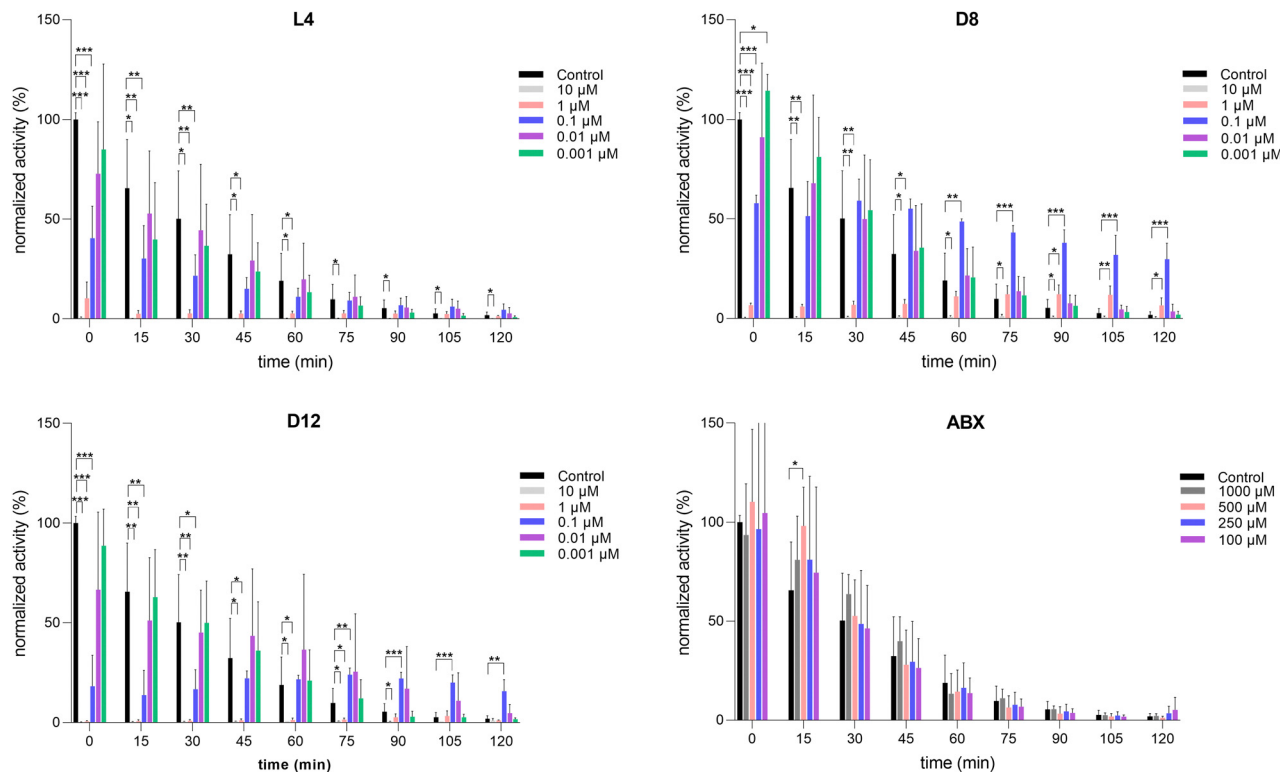 L4
normalized activity (%)
150
100
50
0
***
***
***
**
**
*
**
**
*
*
*
*
*
*
*
*
*
Control
10 µM
1 µM
0.1 µM
0.01 µM
0.001 µM
0 15 30 45 60 75 90 105 120
time (min)
D8
normalized activity (%)
150
100
50
0
*
***
***
***
**
**
**
**
*
*
**
*
***
*
***
*
*
***
**
***
*
Control
10 µM
1 µM
0.1 µM
0.01 µM
0.001 µM
0 15 30 45 60 75 90 105 120
time (min)
D12
normalized activity (%)
150
100
50
0
***
***
***
**
**
**
*
**
**
*
*
*
*
**
*
*
***
*
***
**
Control
10 µM
1 µM
0.1 µM
0.01 µM
0.001 µM
0 15 30 45 60 75 90 105 120
time (min)
ABX
normalized activity (%)
150
100
50
0
*
Control
1000 µM
500 µM
250 µM
100 µM
0 15 30 45 60 75 90 105 120
time (min)